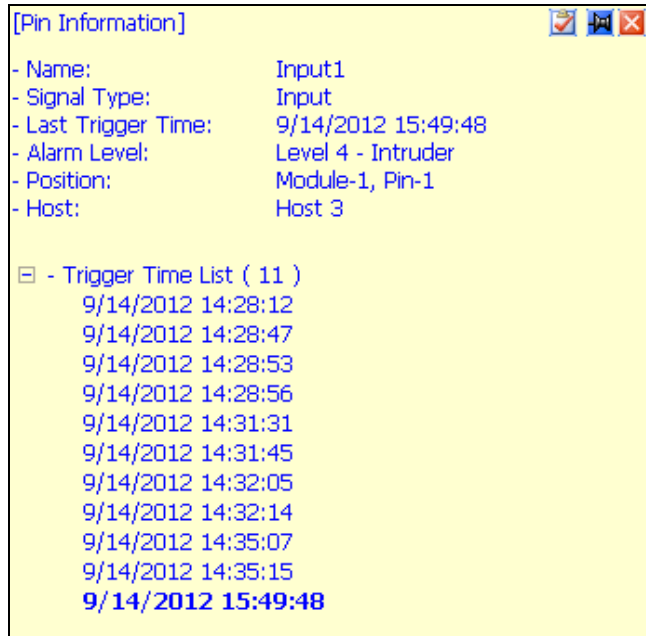 [Pin Information]
- Name: Input1
- Signal Type: Input
- Last Trigger Time: 9/14/2012 15:49:48
- Alarm Level: Level 4 - Intruder
- Position: Module-1, Pin-1
- Host: Host 3
- Trigger Time List ( 11 )
9/14/2012 14:28:12
9/14/2012 14:28:47
9/14/2012 14:28:53
9/14/2012 14:28:56
9/14/2012 14:31:31
9/14/2012 14:31:45
9/14/2012 14:32:05
9/14/2012 14:32:14
9/14/2012 14:35:07
9/14/2012 14:35:15
9/14/2012 15:49:48